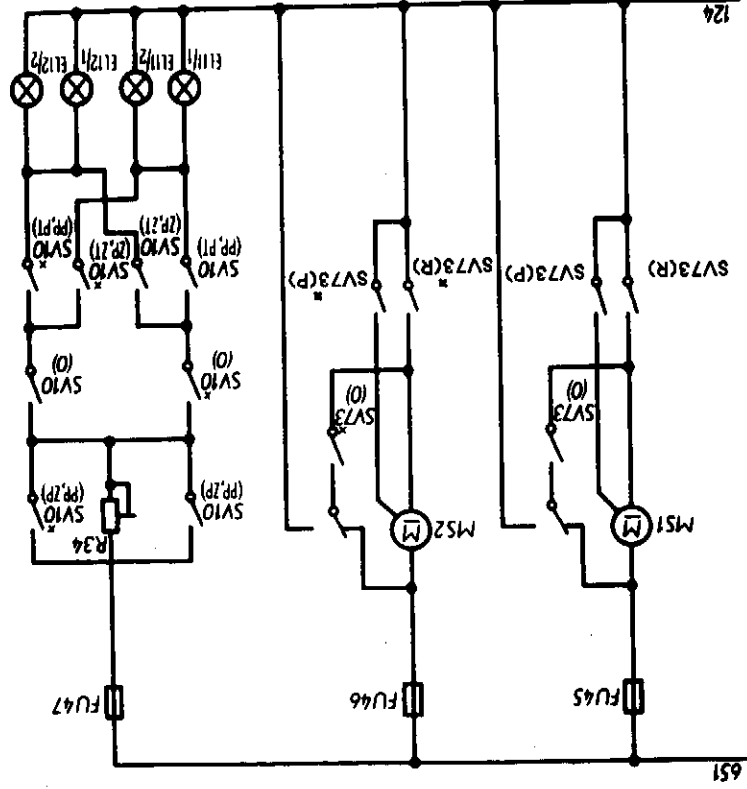 651
FU45
FU46
FU47
MS1
MS2
R34
SV10
(PP,ZP)
SV10*
(PP,ZP)
SV73
(0)
SV73*
(0)
SV10*
(0)
SV10
(0)
SV73(R)
SV73(P)
SV73(R)*
SV73(P)*
SV10
(PP,PT)
SV10
(ZP,ZT)
SV10*
(ZP,ZT)
SV10*
(PP,PT)
EL11/1
EL11/2
EL12/1
EL12/2
124